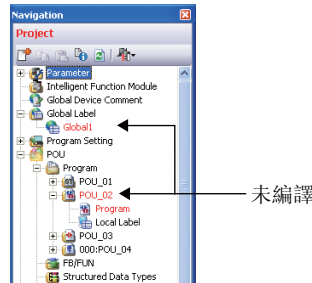 Navigation
Project
Parameter
Intelligent Function Module
Global Device Comment
Global Label
Global1
Program Setting
POU
Program
POU_01
POU_02
未編譯
Program
Local Label
POU_03
000:POU_04
FB/FUN
Structured Data Types